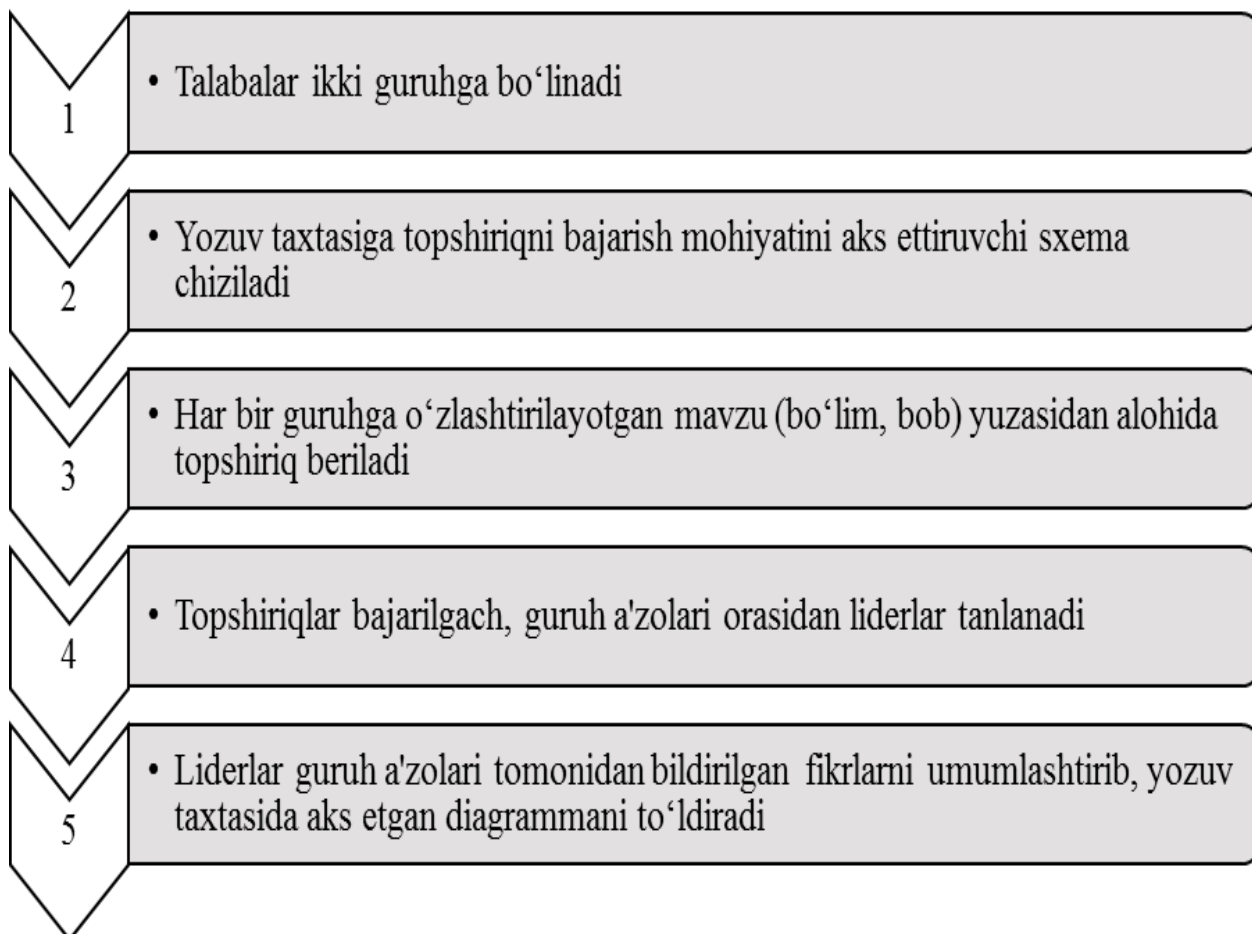 1
• Talabalar ikki guruhga bo‘linadi
2
• Yozuv taxtasiga topshiriqni bajarish mohiyatini aks ettiruvchi sxema
chiziladi
3
• Har bir guruhga o‘zlashtirilayotgan mavzu (bo‘lim, bob) yuzasidan alohida
topshiriq beriladi
4
• Topshiriqlar bajarilgach, guruh a'zolari orasidan liderlar tanlanadi
5
• Liderlar guruh a'zolari tomonidan bildirilgan fikrlarni umumlashtirib, yozuv
taxtasida aks etgan diagrammani to‘ldiradi